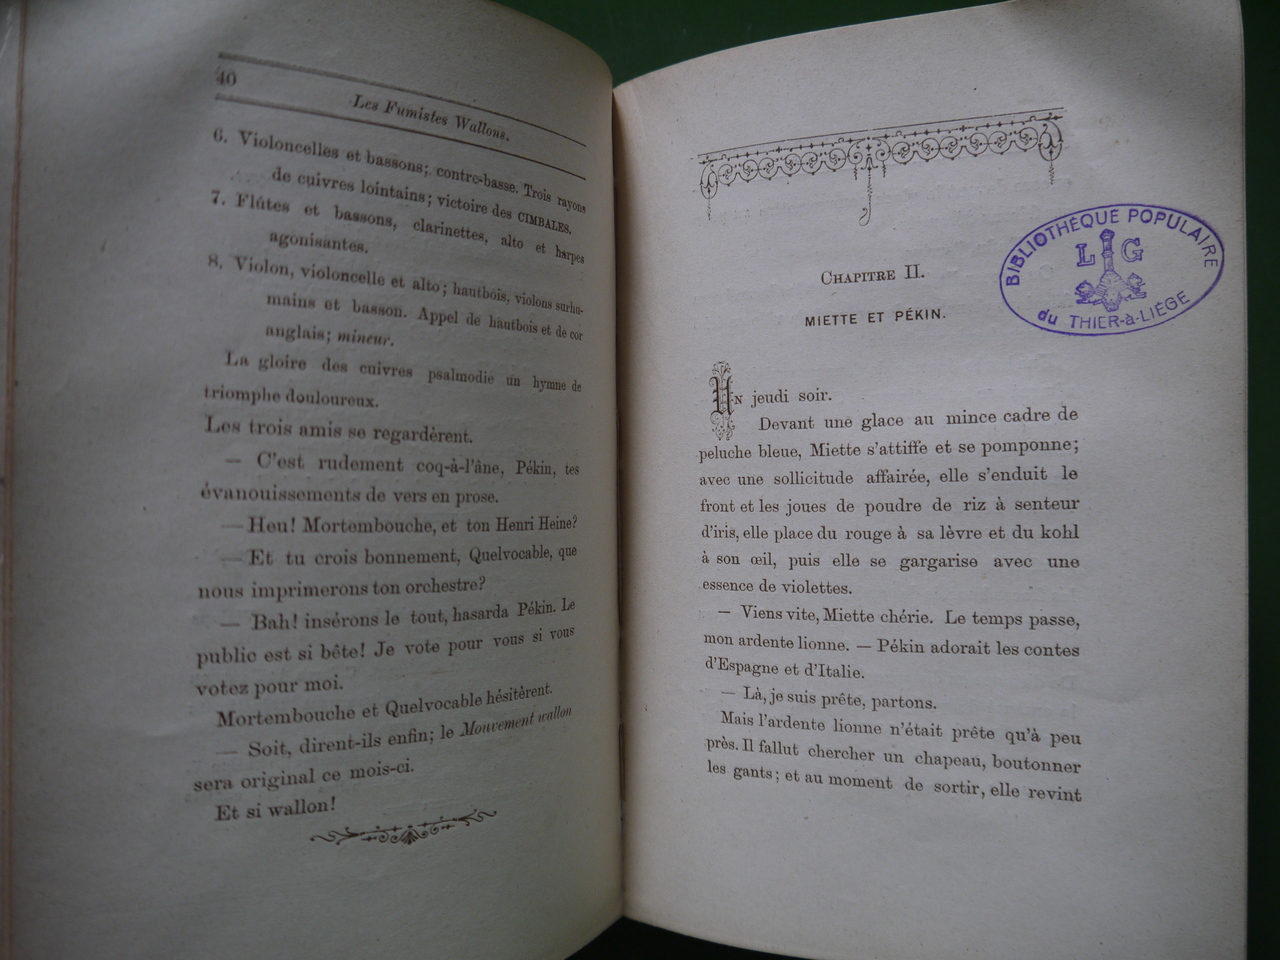 40
Les Fumistes Wallons.
6. Violoncelles et bassons; contre-basse. Trois rayons
de cuivres lointains; victoire des CIMBALES.
7. Flûtes et bassons, clarinettes, alto et harpes
agonisantes.
8. Violon, violoncelle et alto; hautbois, violons surhu-
mains et basson. Appel de hautbois et de cor
anglais; mineur.
La gloire des cuivres psalmodie un hymne de
triomphe douloureux.
Les trois amis se regardèrent.
— C'est rudement coq-à-l'âne, Pékin, tes
évanouissements de vers en prose.
— Heu! Mortembouche, et ton Henri Heine?
— Et tu crois bonnement, Quelvocable, que
nous imprimerons ton orchestre?
— Bah! insérons le tout, hasarda Pékin. Le
public est si bête! Je vote pour vous si vous
votez pour moi.
Mortembouche et Quelvocable hésitèrent.
— Soit, dirent-ils enfin; le Mouvement wallon
sera original ce mois-ci.
Et si wallon!
CHAPITRE II.
MIETTE ET PÉKIN.
UN jeudi soir.
Devant une glace au mince cadre de
peluche bleue, Miette s'attiffe et se pomponne;
avec une sollicitude affairée, elle s'enduit le
front et les joues de poudre de riz à senteur
d'iris, elle place du rouge à sa lèvre et du kohl
à son œil, puis elle se gargarise avec une
essence de violettes.
— Viens vite, Miette chérie. Le temps passe,
mon ardente lionne. — Pékin adorait les contes
d'Espagne et d'Italie.
— Là, je suis prête, partons.
Mais l'ardente lionne n'était prête qu'à peu
près. Il fallut chercher un chapeau, boutonner
les gants; et au moment de sortir, elle revint
BIBLIOTHÈQUE POPULAIRE
L G
du THIER-à-LIÉGE